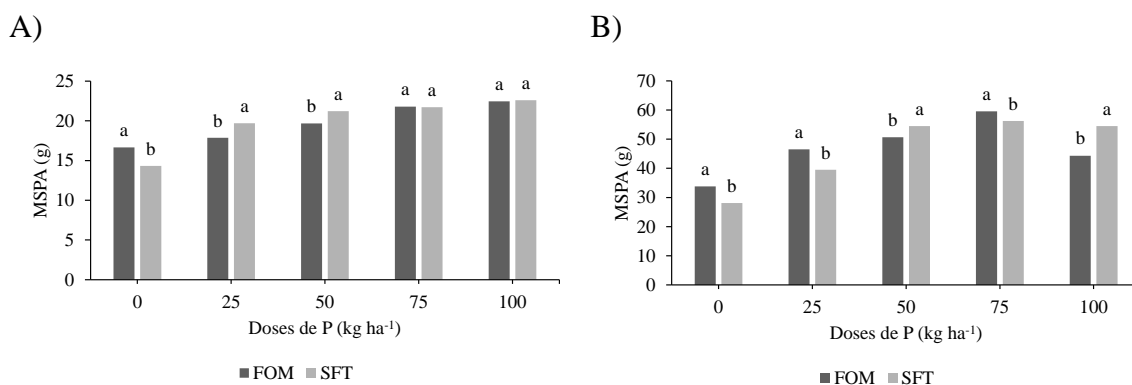 A)
25
20
15
10
5
0
MSPA (g)
a b
b a
b a
a a
a a
0 25 50 75 100
Doses de P (kg ha-1)
FOM SFT
B)
70
60
50
40
30
20
10
0
MSPA (g)
a b
a b
b a
a b
b a
0 25 50 75 100
Doses de P (kg ha-1)
FOM SFT